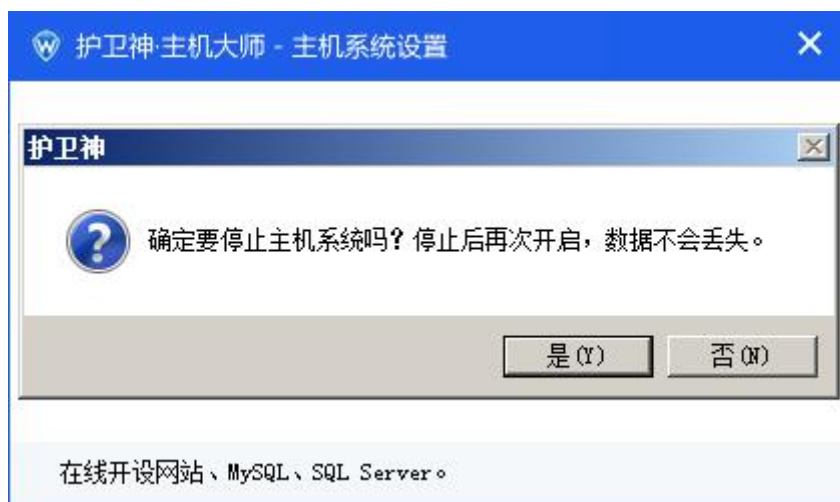 护卫神·主机大师 - 主机系统设置
护卫神
确定要停止主机系统吗？停止后再次开启，数据不会丢失。
是(Y)
否(N)
在线开设网站、MySQL、SQL Server。